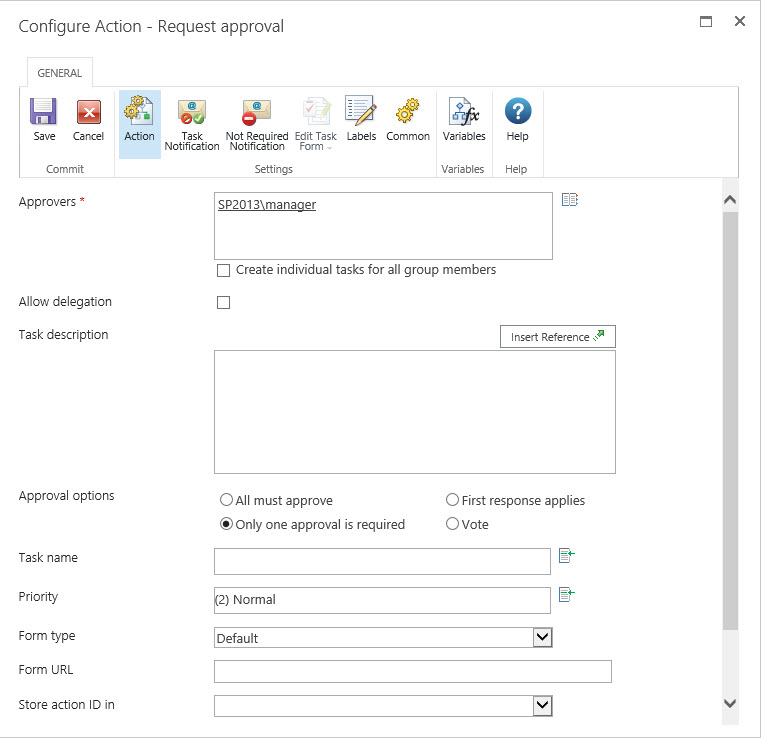 Configure Action - Request approval
GENERAL
Save
Cancel
Action
Task
Notification
Not Required
Notification
Edit Task
Form
Labels
Common
Variables
Help
Commit
Settings
Variables
Help
Approvers *
SP2013\manager
Create individual tasks for all group members
Allow delegation
Task description
Insert Reference
Approval options
All must approve
First response applies
Only one approval is required
Vote
Task name
Priority
(2) Normal
Form type
Default
Form URL
Store action ID in